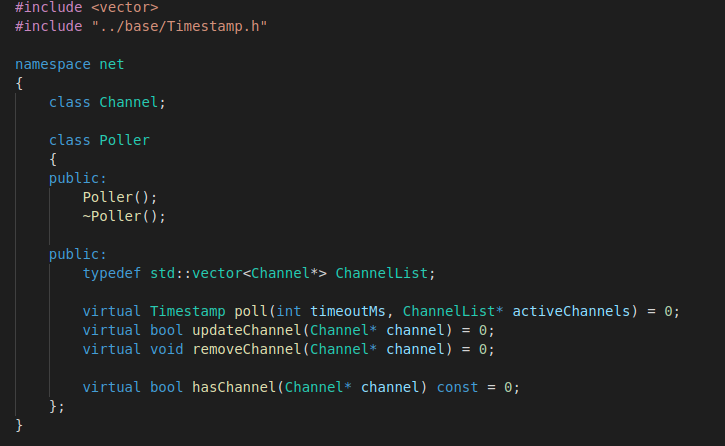 #include <vector>
#include "../base/Timestamp.h"
namespace net
{
class Channel;
class Poller
{
public:
Poller();
~Poller();
public:
typedef std::vector<Channel*> ChannelList;
virtual Timestamp poll(int timeoutMs, ChannelList* activeChannels) = 0;
virtual bool updateChannel(Channel* channel) = 0;
virtual void removeChannel(Channel* channel) = 0;
virtual bool hasChannel(Channel* channel) const = 0;
};
}